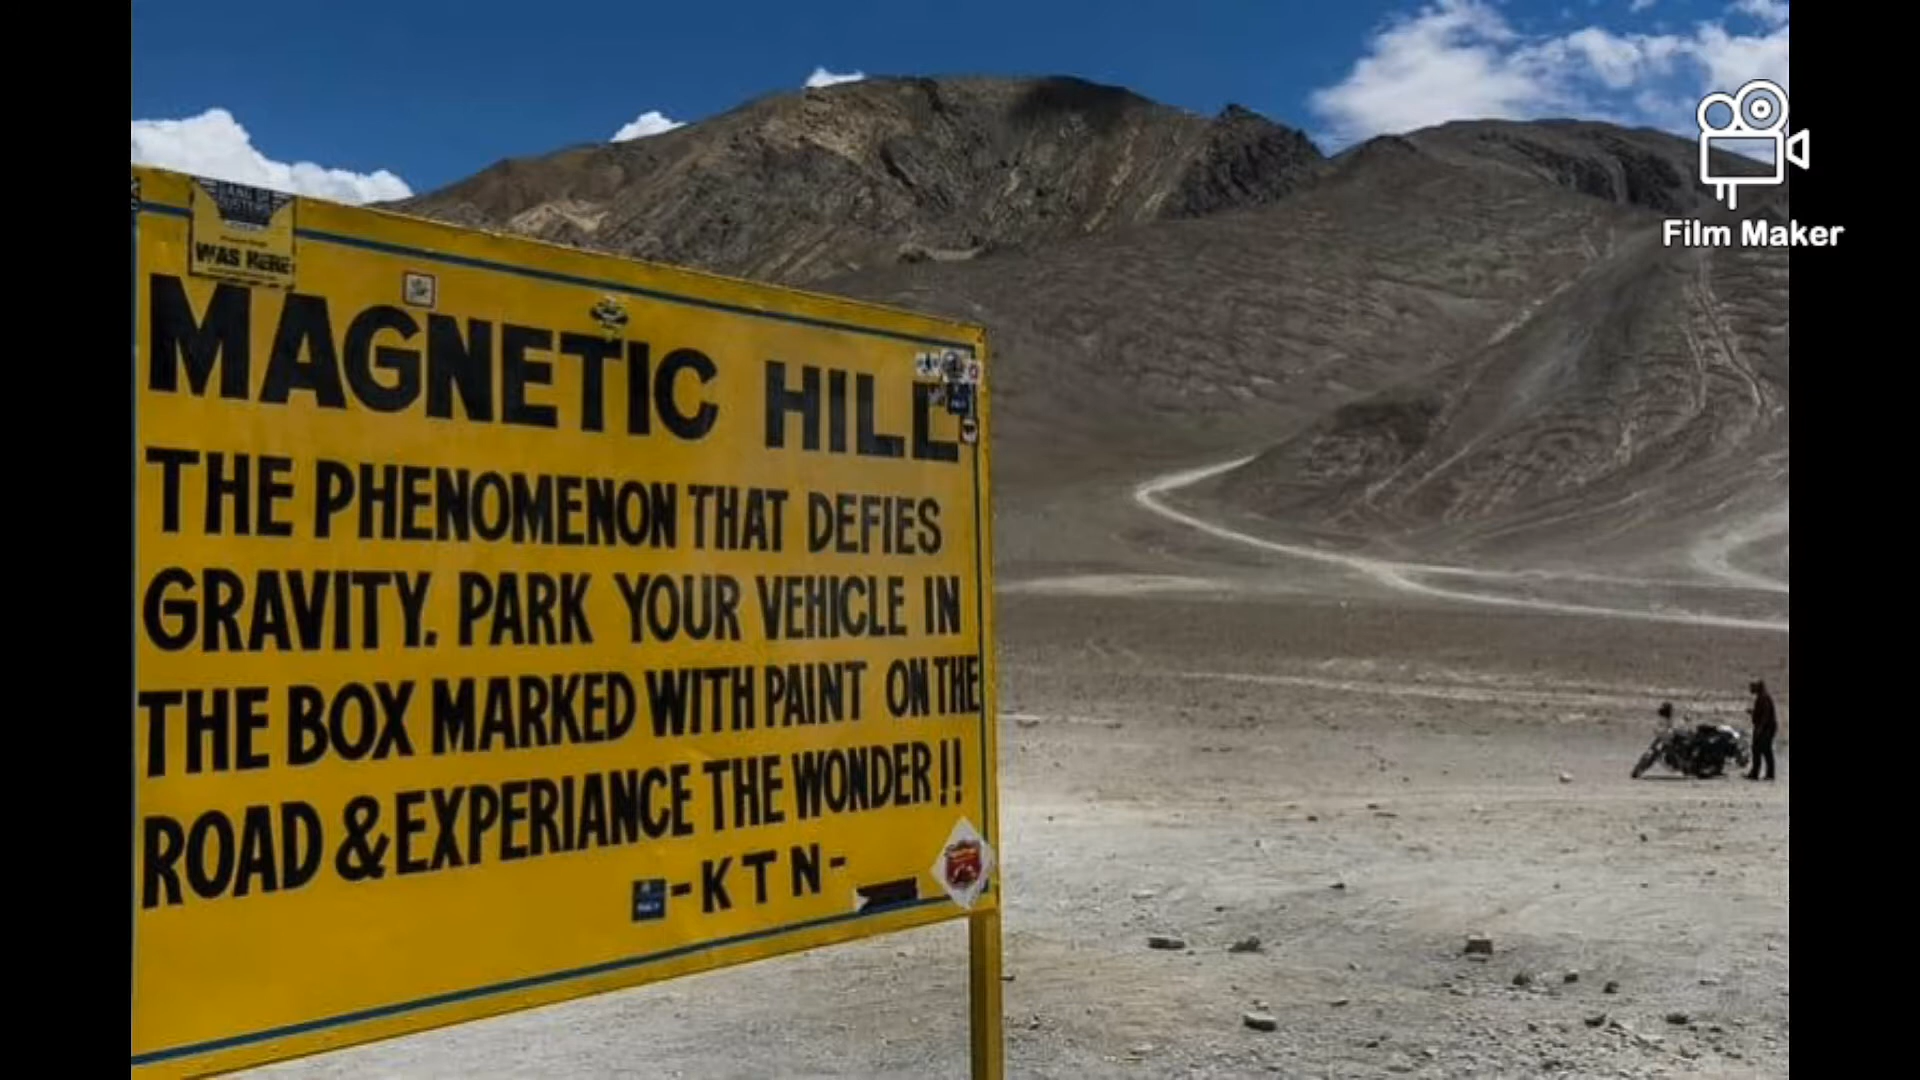 WAS HERE
MAGNETIC HILL
THE PHENOMENON THAT DEFIES
GRAVITY. PARK YOUR VEHICLE IN
THE BOX MARKED WITH PAINT ON THE
ROAD & EXPERIANCE THE WONDER !!
-KTN-
Film Maker